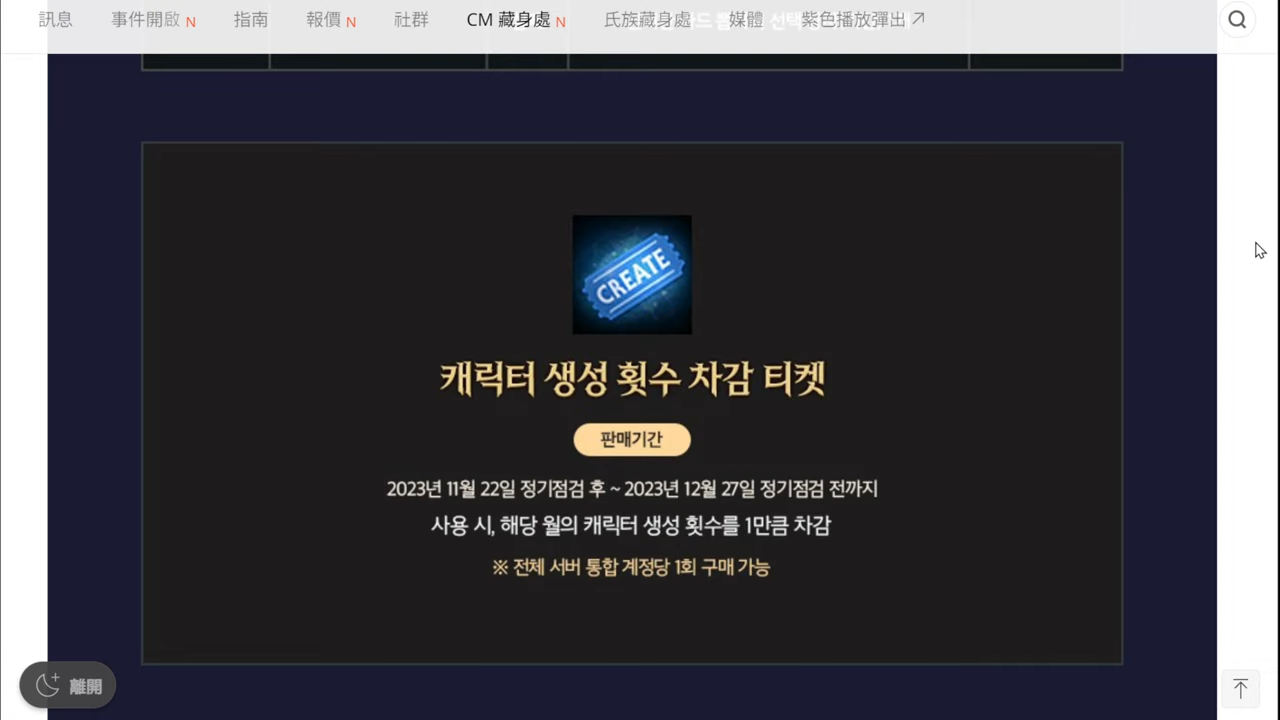 訊息
事件開啟 N
指南
報價 N
社群
CM 藏身處 N
氏族藏身處
媒體
紫色播放彈出
CREATE
캐릭터 생성 횟수 차감 티켓
판매기간
2023년 11월 22일 정기점검 후 ~ 2023년 12월 27일 정기점검 전까지
사용 시, 해당 월의 캐릭터 생성 횟수를 1만큼 차감
※ 전체 서버 통합 계정당 1회 구매 가능
離開